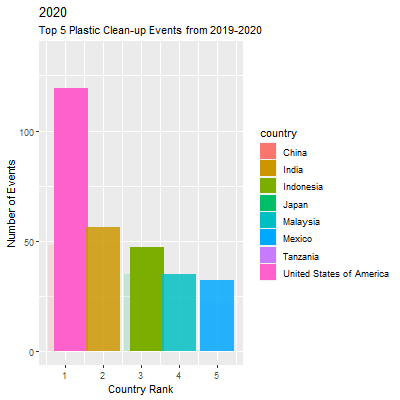 2020
Top 5 Plastic Clean-up Events from 2019-2020
Number of Events
100
50
0
1 2 3 4 5
Country Rank
country
China
India
Indonesia
Japan
Malaysia
Mexico
Tanzania
United States of America